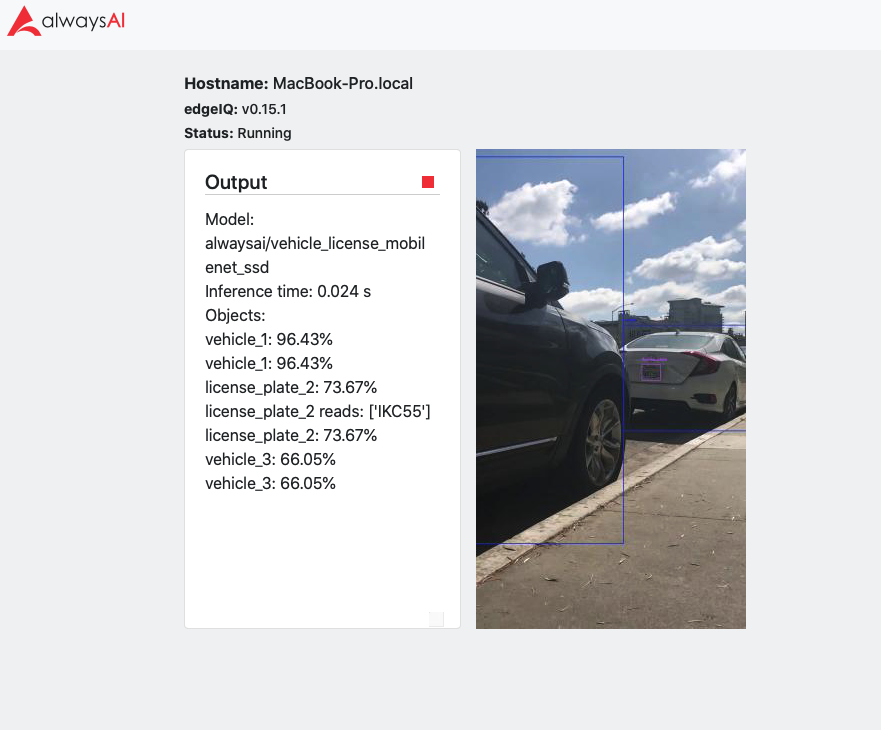 alwaysAI
Hostname: MacBook-Pro.local
edgeIQ: v0.15.1
Status: Running
Output
Model:
alwaysai/vehicle_license_mobil
enet_ssd
Inference time: 0.024 s
Objects:
vehicle_1: 96.43%
vehicle_1: 96.43%
license_plate_2: 73.67%
license_plate_2 reads: ['IKC55']
license_plate_2: 73.67%
vehicle_3: 66.05%
vehicle_3: 66.05%